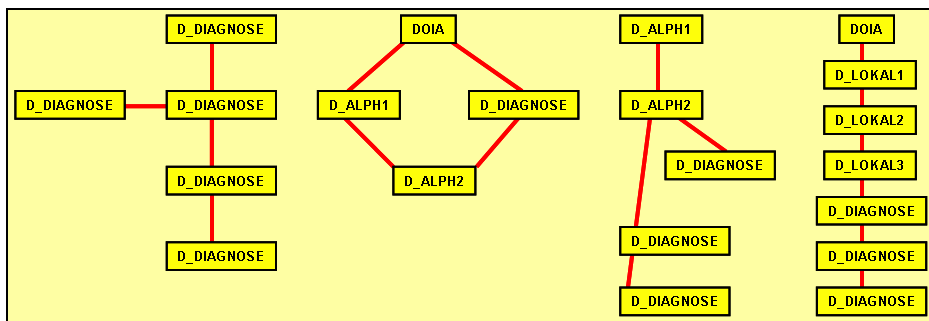 D_DIAGNOSE
D_DIAGNOSE
D_DIAGNOSE
D_DIAGNOSE
D_DIAGNOSE
DOIA
D_ALPH1
D_DIAGNOSE
D_ALPH2
D_ALPH1
D_ALPH2
D_DIAGNOSE
D_DIAGNOSE
D_DIAGNOSE
DOIA
D_LOKAL1
D_LOKAL2
D_LOKAL3
D_DIAGNOSE
D_DIAGNOSE
D_DIAGNOSE